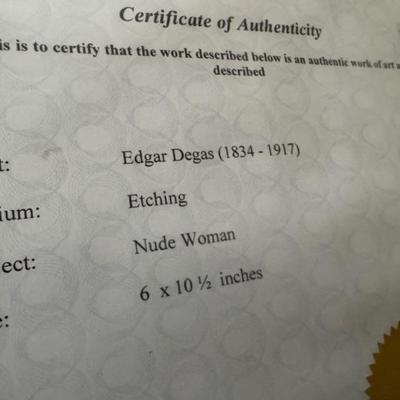 Certificate of Authenticity
is is to certify that the work described below is an authentic work of art a
described
t: Edgar Degas (1834 - 1917)
ium: Etching
ect: Nude Woman
e: 6 x 10 ½ inches